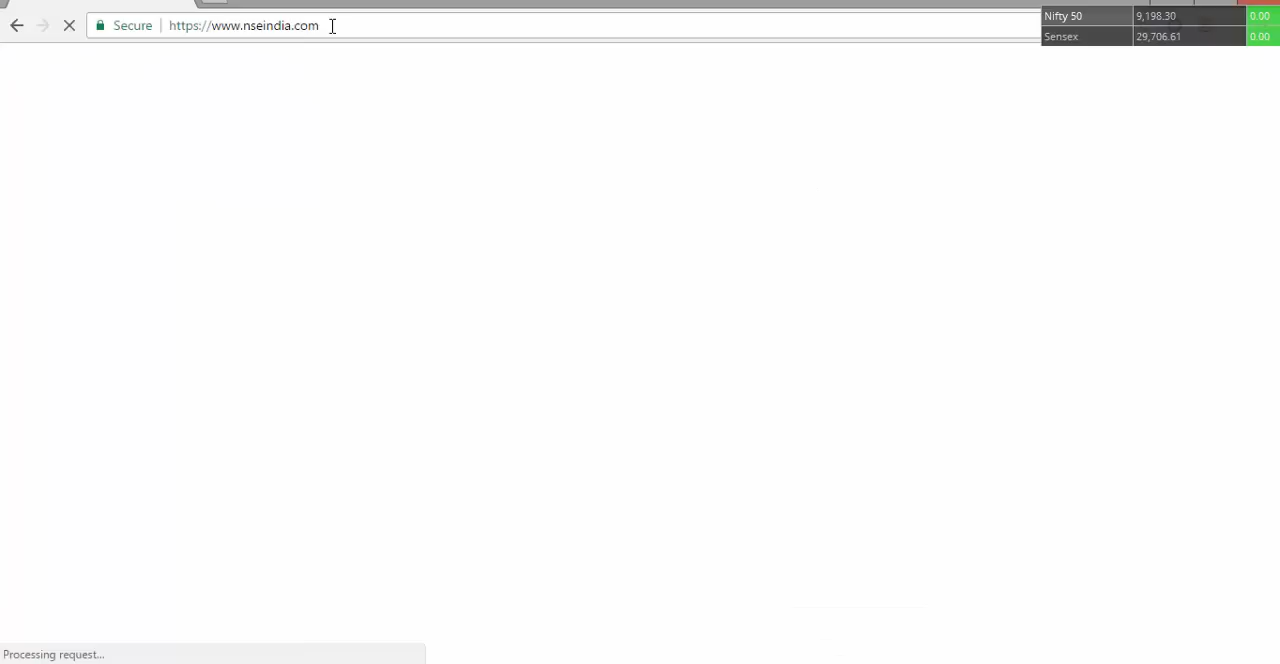 Secure | https://www.nseindia.com
Nifty 50 9,198.30 0.00
Sensex 29,706.61 0.00
Processing request...